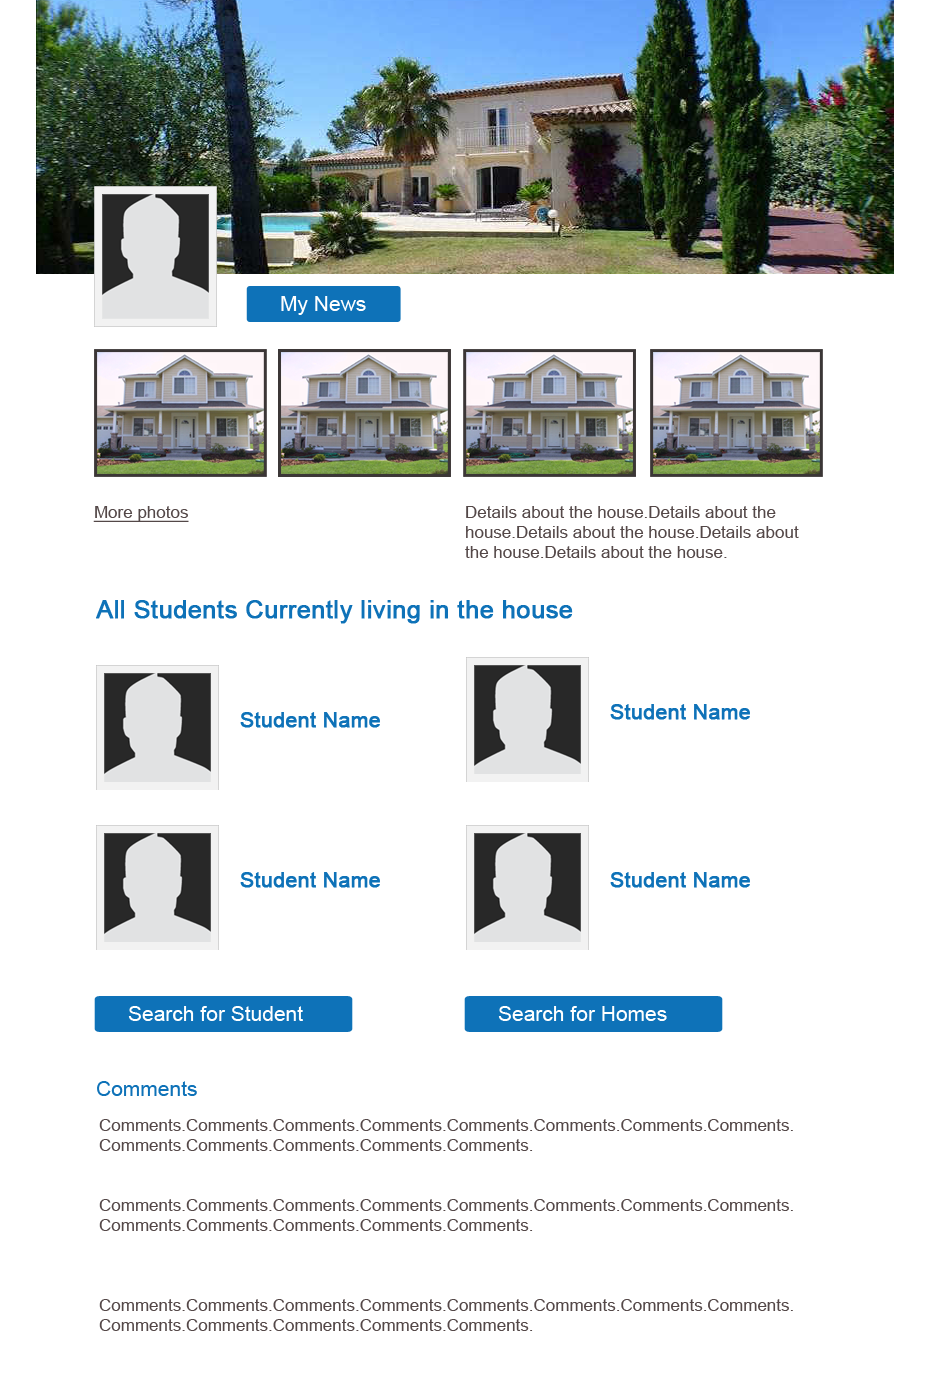 My News
More photos
Details about the house.Details about the
house.Details about the house.Details about
the house.Details about the house.
All Students Currently living in the house
Student Name
Student Name
Student Name
Student Name
Search for Student
Search for Homes
Comments
Comments.Comments.Comments.Comments.Comments.Comments.Comments.Comments.
Comments.Comments.Comments.Comments.Comments.
Comments.Comments.Comments.Comments.Comments.Comments.Comments.Comments.
Comments.Comments.Comments.Comments.Comments.
Comments.Comments.Comments.Comments.Comments.Comments.Comments.Comments.
Comments.Comments.Comments.Comments.Comments.